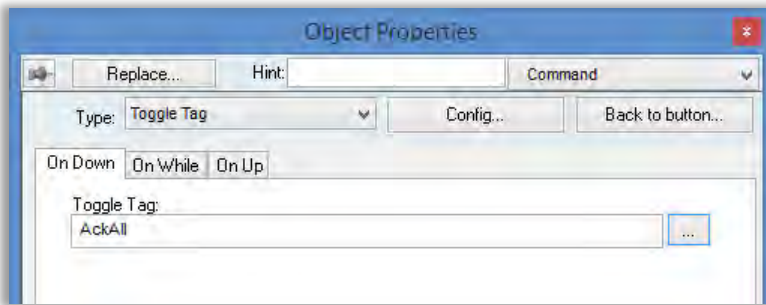 Object Properties
Replace... Hint: Command
Type: Toggle Tag Config... Back to button...
On Down On While On Up
Toggle Tag:
AckAll ...